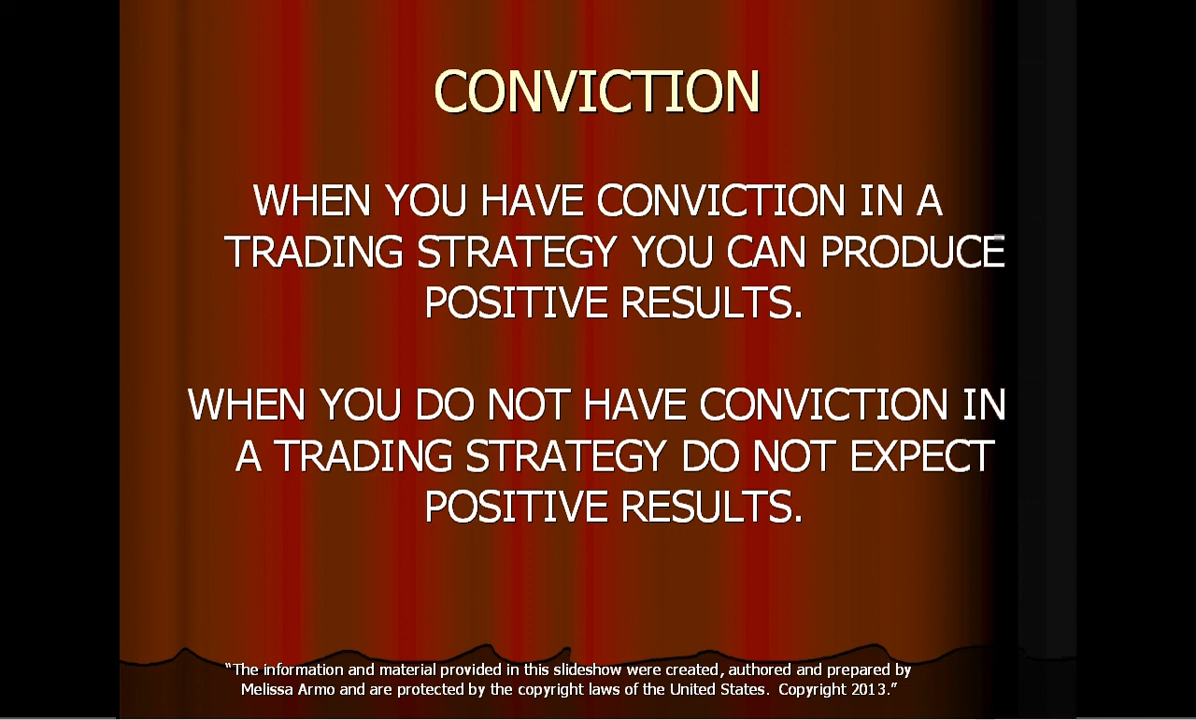 CONVICTION
WHEN YOU HAVE CONVICTION IN A
TRADING STRATEGY YOU CAN PRODUCE
POSITIVE RESULTS.
WHEN YOU DO NOT HAVE CONVICTION IN
A TRADING STRATEGY DO NOT EXPECT
POSITIVE RESULTS.
“The information and material provided in this slideshow were created, authored and prepared by
Melissa Armo and are protected by the copyright laws of the United States.  Copyright 2013.”